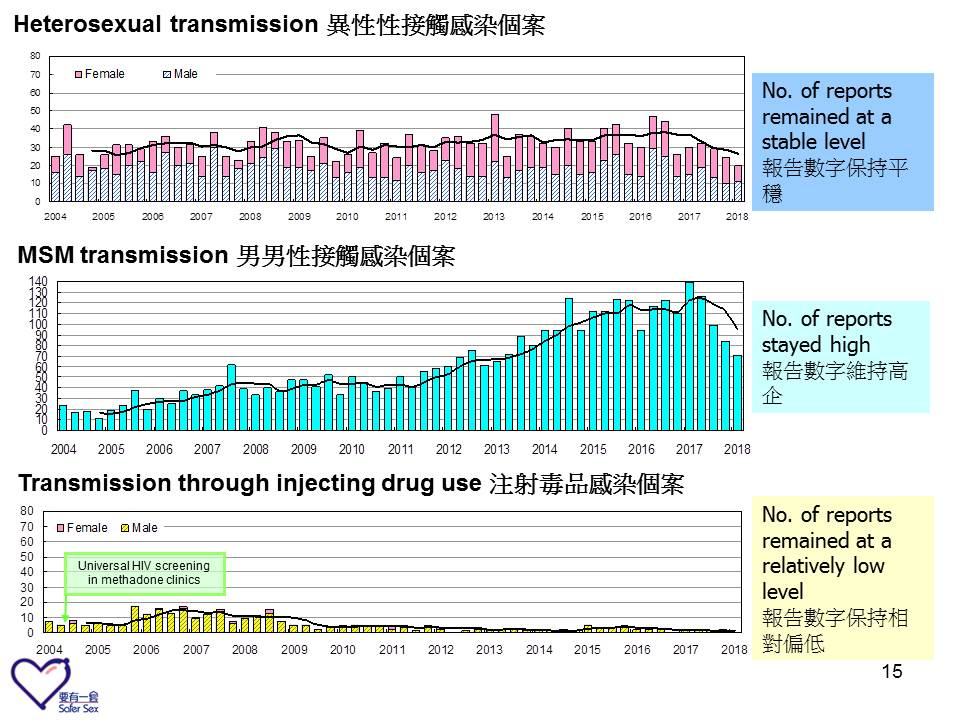 Heterosexual transmission 異性性接觸感染個案
80
70
60
50
40
30
20
10
0
Female Male
2004 2005 2006 2007 2008 2009 2010 2011 2012 2013 2014 2015 2016 2017 2018
No. of reports
remained at a
stable level
報告數字保持平
穩
MSM transmission 男男性接觸感染個案
140
130
120
110
100
90
80
70
60
50
40
30
20
10
0
2004 2005 2006 2007 2008 2009 2010 2011 2012 2013 2014 2015 2016 2017 2018
No. of reports
stayed high
報告數字維持高
企
Transmission through injecting drug use 注射毒品感染個案
80
70
60
50
40
30
20
10
0
Female Male
Universal HIV screening
in methadone clinics
2004 2005 2006 2007 2008 2009 2010 2011 2012 2013 2014 2015 2016 2017 2018
No. of reports
remained at a
relatively low
level
報告數字保持相
對偏低
15
要有一套
Safer Sex